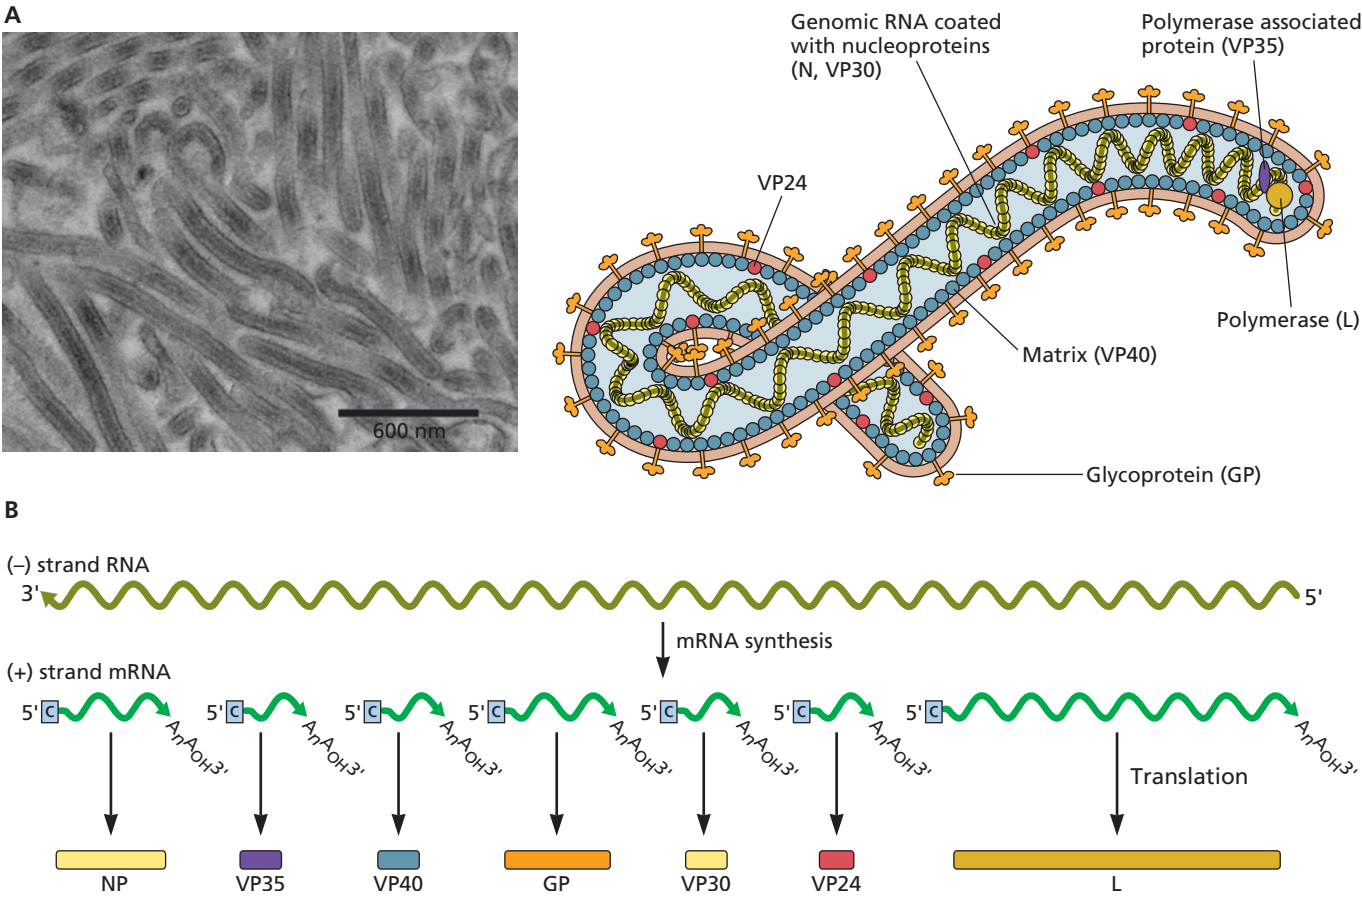 A
600 nm
Genomic RNA coated
with nucleoproteins
(N, VP30)
Polymerase associated
protein (VP35)
VP24
Polymerase (L)
Matrix (VP40)
Glycoprotein (GP)
B
(–) strand RNA
3' 5'
mRNA synthesis
(+) strand mRNA
5' C AnAOH3' 5' C AnAOH3' 5' C AnAOH3' 5' C AnAOH3' 5' C AnAOH3' 5' C AnAOH3' 5' C AnAOH3'
Translation
NP VP35 VP40 GP VP30 VP24 L